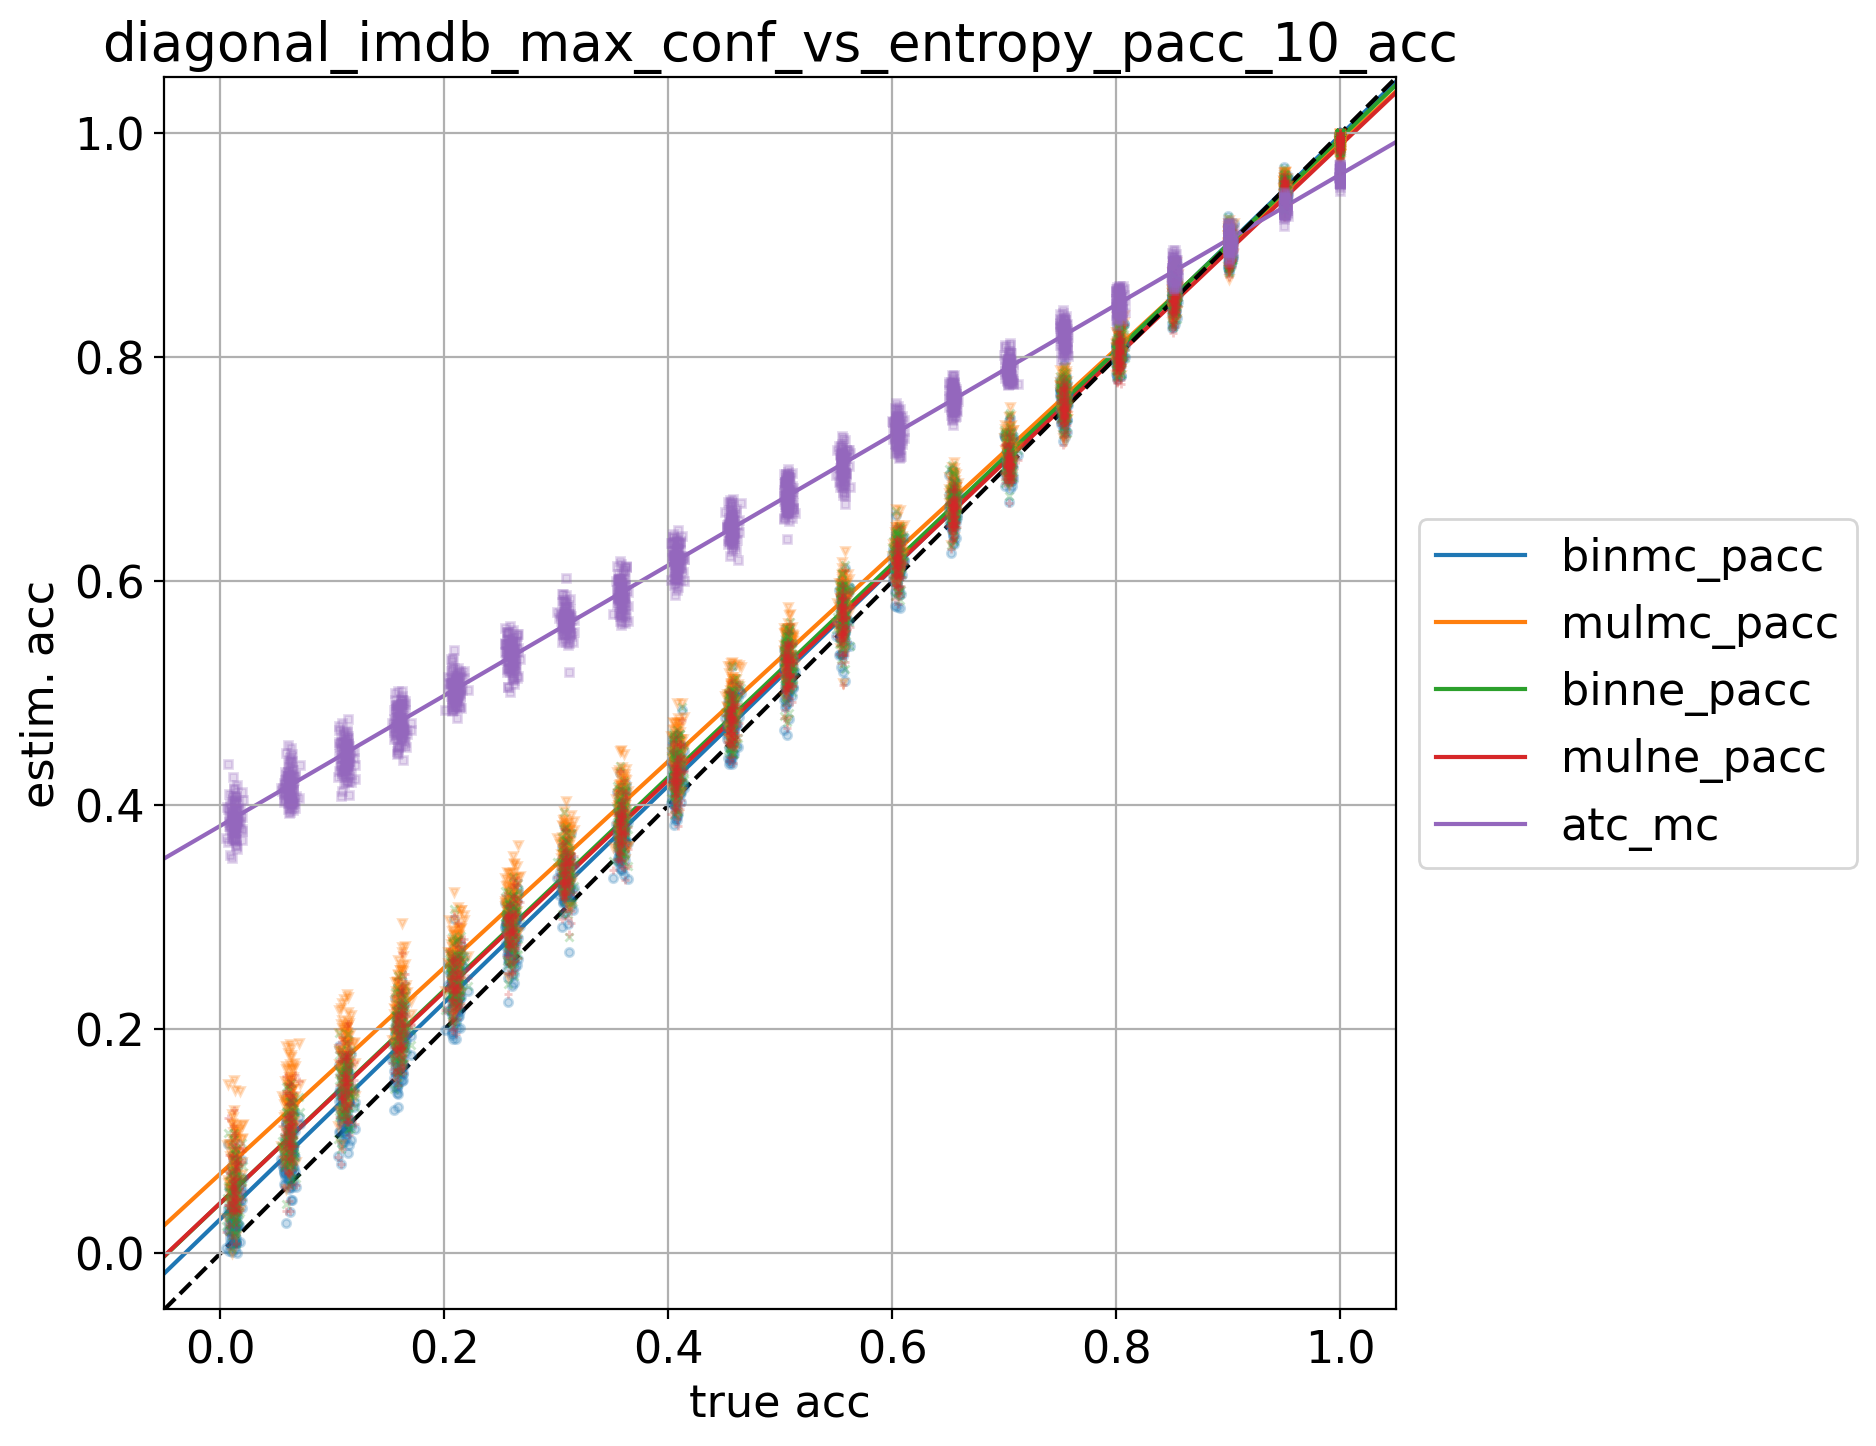 diagonal_imdb_max_conf_vs_entropy_pacc_10_acc
1.0
0.8
0.6
0.4
0.2
0.0
estim. acc
0.0 0.2 0.4 0.6 0.8 1.0
true acc
binmc_pacc
mulmc_pacc
binne_pacc
mulne_pacc
atc_mc